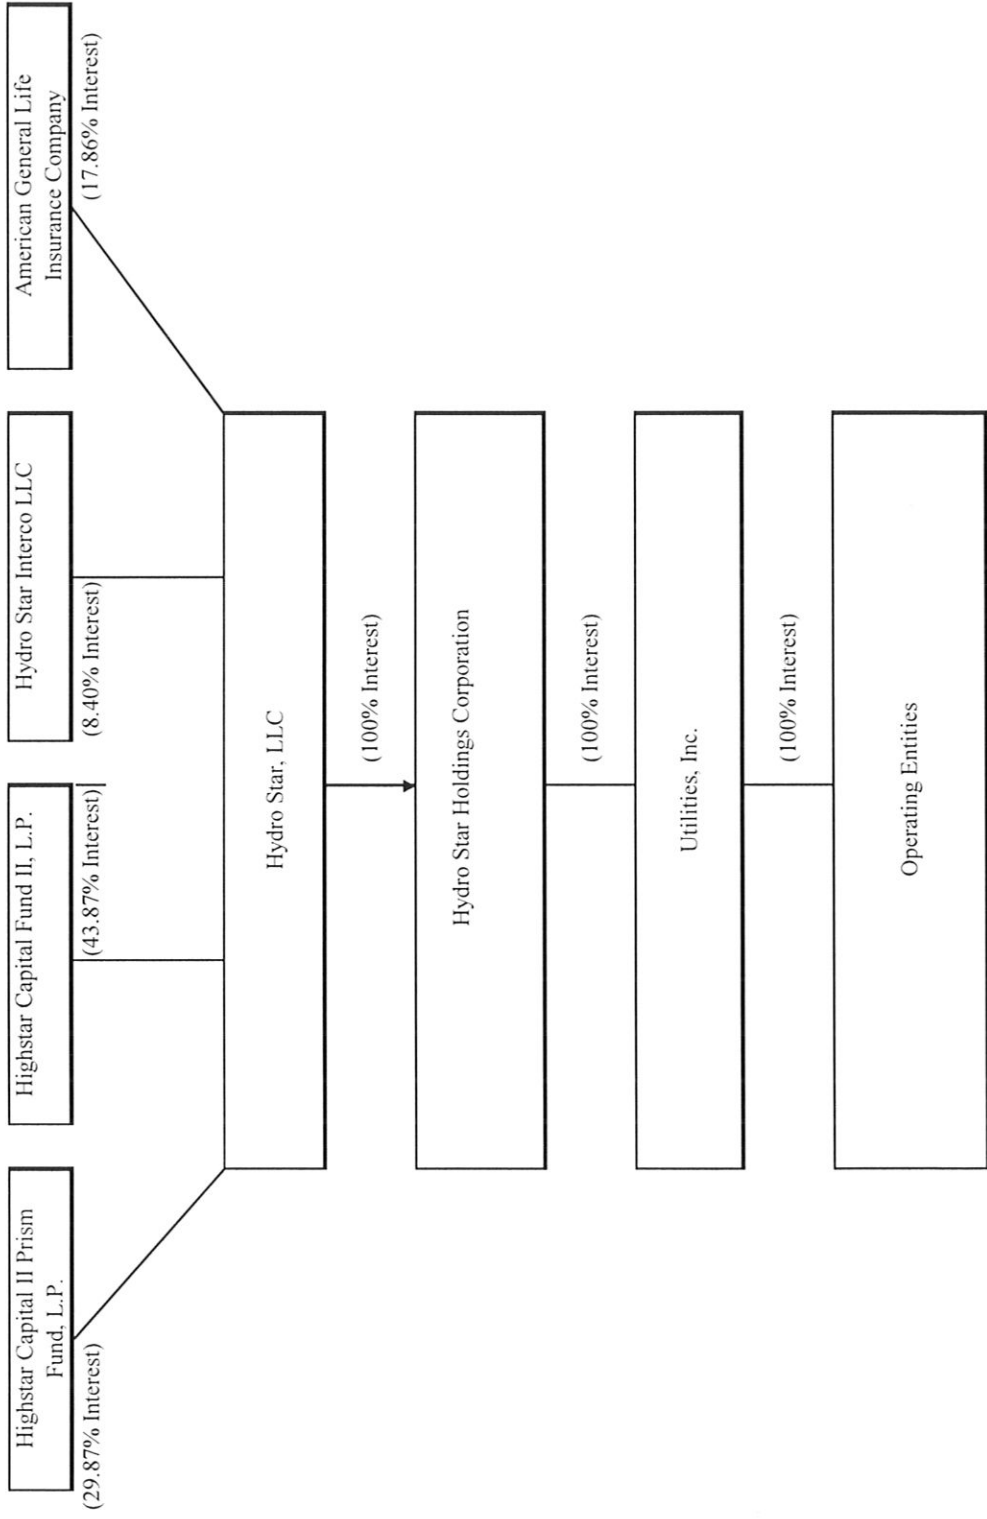 Highstar Capital II Prism
Fund, L.P.
(29.87% Interest)
Highstar Capital Fund II, L.P.
(43.87% Interest)
Hydro Star Interco LLC
(8.40% Interest)
American General Life
Insurance Company
(17.86% Interest)
Hydro Star, LLC
(100% Interest)
Hydro Star Holdings Corporation
(100% Interest)
Utilities, Inc.
(100% Interest)
Operating Entities